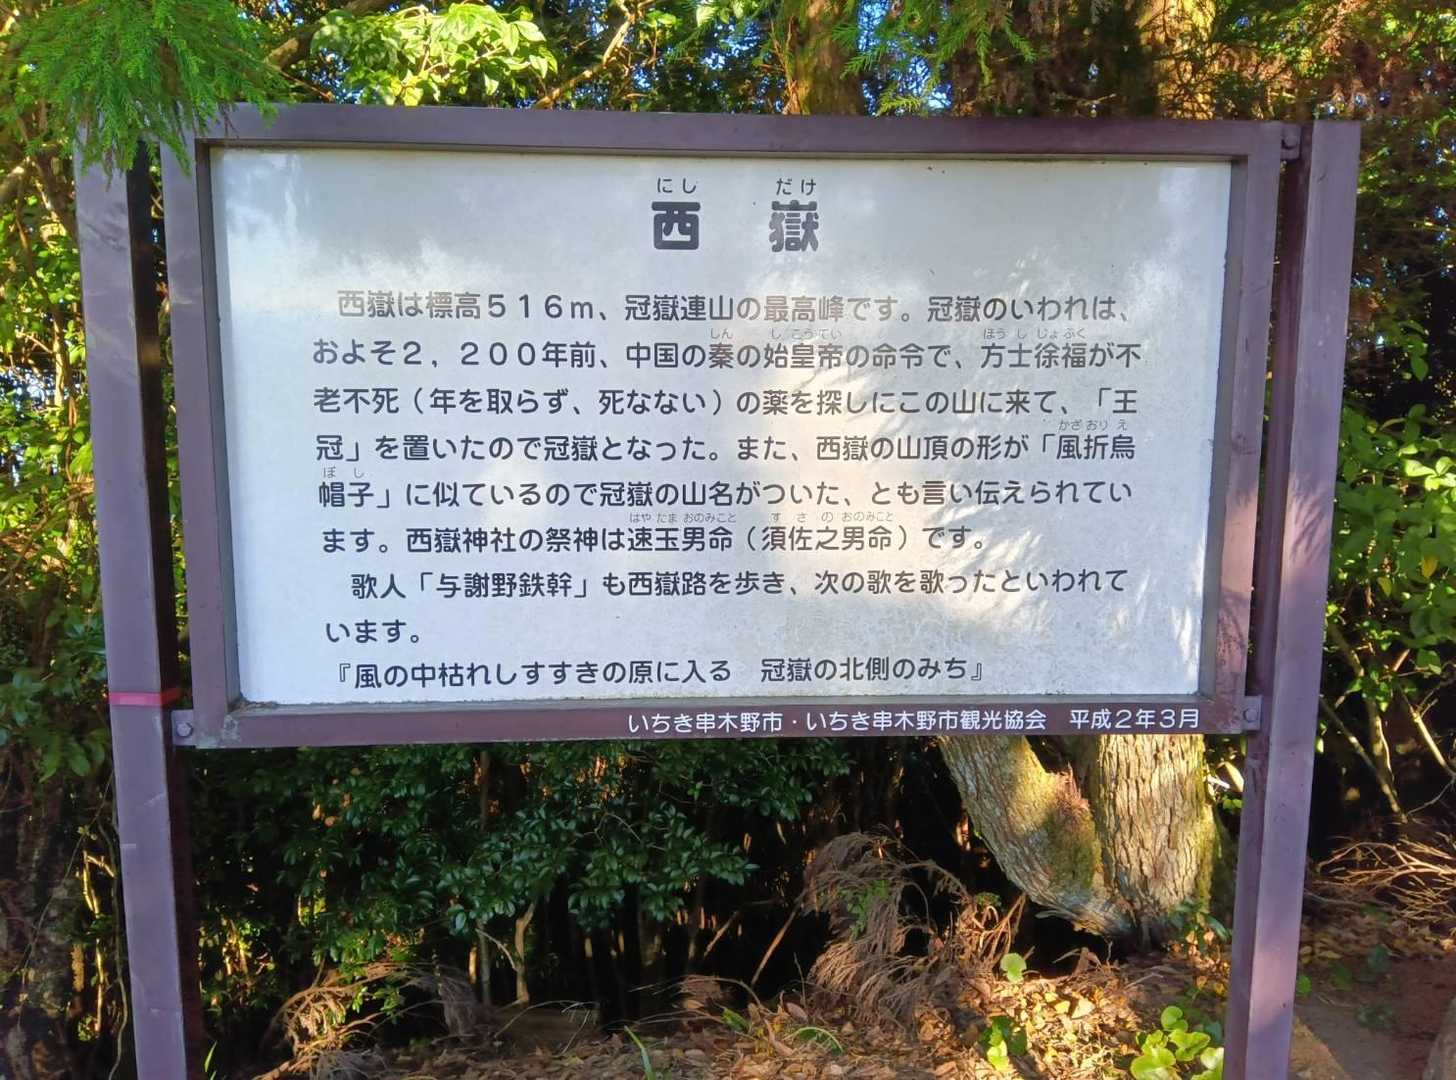 にし だけ
西 嶽
西嶽は標高５１６ｍ、冠嶽連山の最高峰です。冠嶽のいわれは、
しん し こうてい ほう し じょふく
およそ２，２００年前、中国の秦の始皇帝の命令で、方士徐福が不
老不死（年を取らず、死なない）の薬を探しにこの山に来て、「王
かざおり え
冠」を置いたので冠嶽となった。また、西嶽の山頂の形が「風折烏
ぼ し
帽子」に似ているので冠嶽の山名がついた、とも言い伝えられてい
はやたま おのみこと す さ の おのみこと
ます。西嶽神社の祭神は速玉男命（須佐之男命）です。
歌人「与謝野鉄幹」も西嶽路を歩き、次の歌を歌ったといわれて
います。
『風の中枯れしすすきの原に入る 冠嶽の北側のみち』
いちき串木野市・いちき串木野市観光協会 平成２年３月